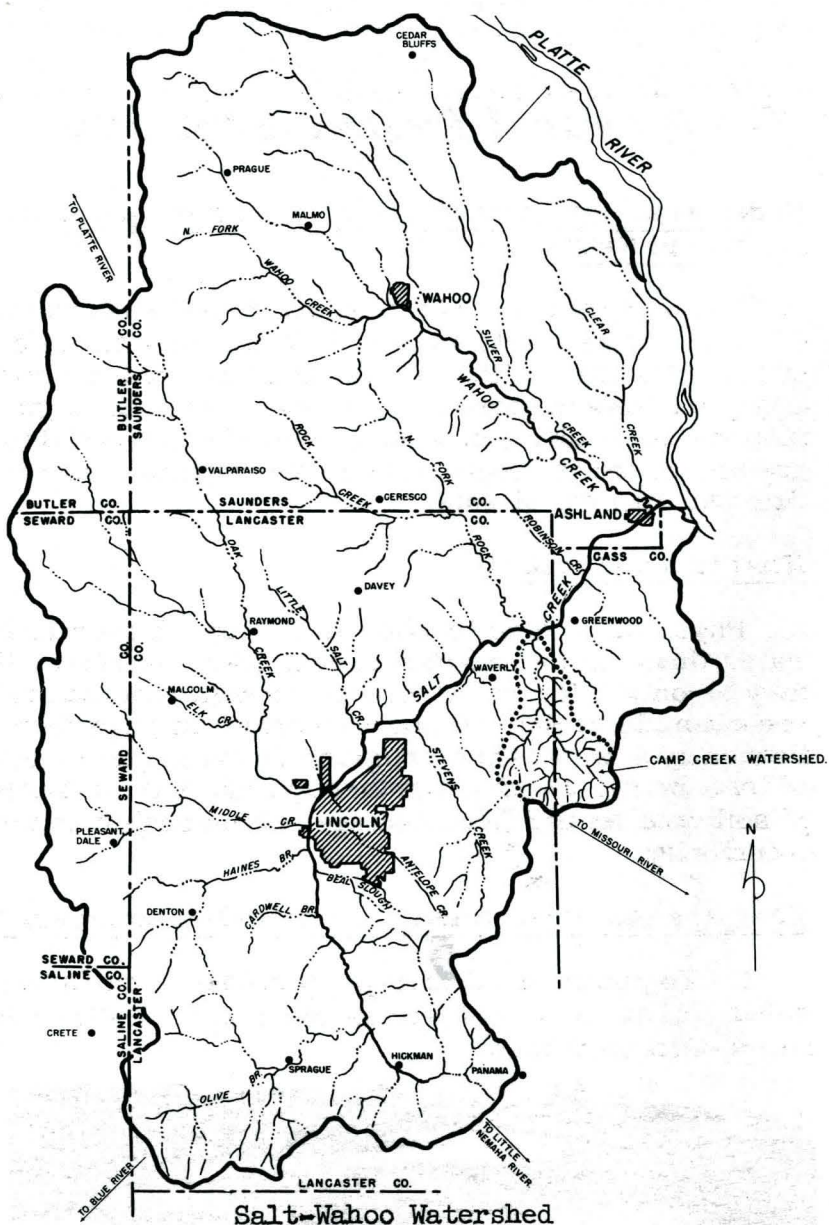 CEDAR
BLUFFS
PLATTE
RIVER
PRAGUE
TO PLATTE RIVER
MALMO
N. FORK
WAHOO
CREEK
WAHOO
SILVER
CREEK
CLEAR
CREEK
WAHOO
CREEK
BUTLER CO.
SAUNDERS CO.
ROCK
CREEK
N. FORK
ROCK
VALPARAISO
CERESCO
BUTLER CO.
SEWARD CO.
SAUNDERS CO.
LANCASTER CO.
ASHLAND
ROBINSON CR.
CASS CO.
OAK
CREEK
LITTLE
SALT
CR.
DAVEY
RAYMOND
GREENWOOD
SALT
CREEK
WAVERLY
MALCOLM
ELK CR.
SEWARD CO.
CO.
STEVENS
CREEK
CAMP CREEK WATERSHED.
LINCOLN
MIDDLE
CR.
PLEASANT
DALE
TO MISSOURI RIVER
N
HAINES BR.
ANTELOPE CR.
BEAL SLOUGH
DENTON
CARDWELL BR.
SEWARD CO.
SALINE CO.
SALINE CO.
LANCASTER
CRETE
SPRAGUE
HICKMAN
PANAMA
OLIVE BR.
TO BLUE RIVER
TO LITTLE
NEMAHA RIVER
LANCASTER CO.
Salt-Wahoo Watershed